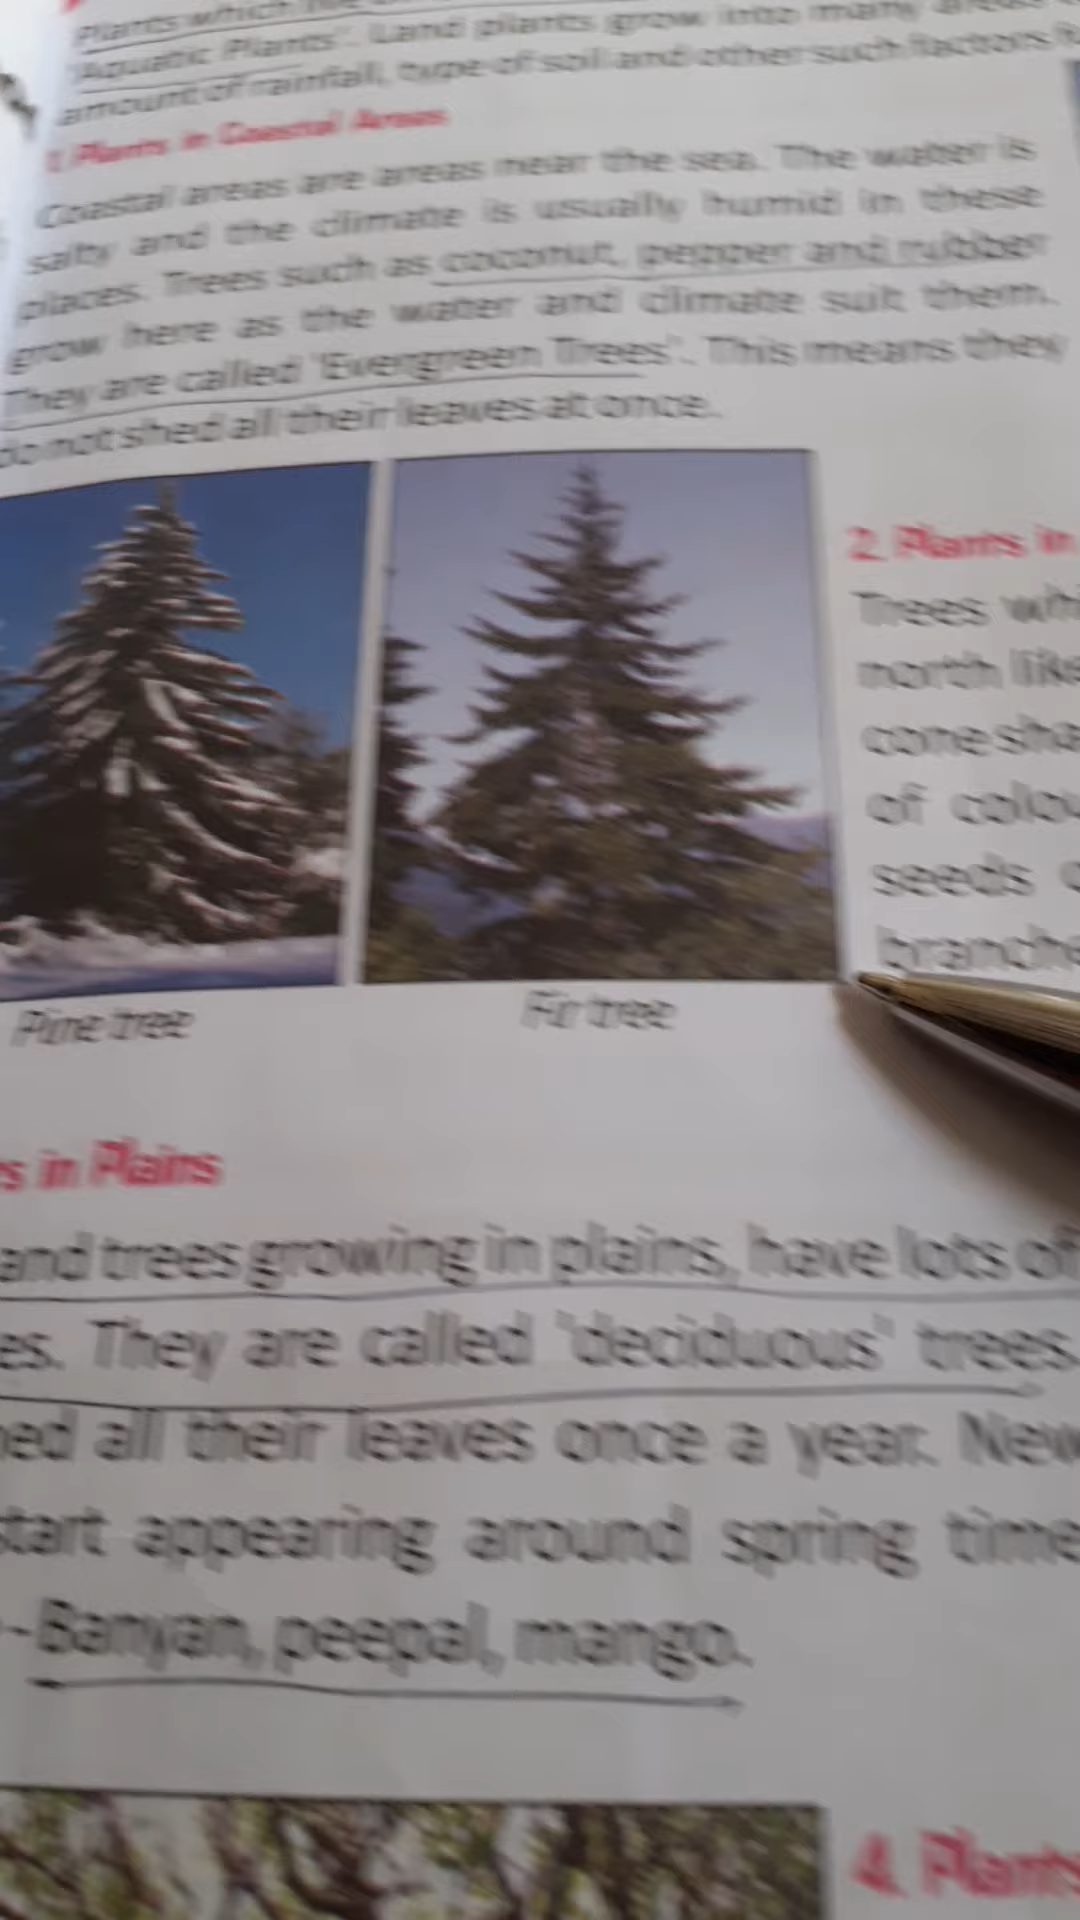 Plants which live
'Aquatic Plants'. Land plants grow into many areas
amount of rainfall, type of soil and other such factors
1. Plants in Coastal Areas
Coastal areas are areas near the sea. The water is
salty and the climate is usually humid in these
places. Trees such as coconut, pepper and rubber
grow here as the water and climate suit them.
They are called 'Evergreen Trees'. This means they
do not shed all their leaves at once.
2. Plants in
Trees whi
north like
cone sha
of colou
seeds
branche
Pine tree
Fir tree
s in Plains
and trees growing in plains, have lots of
es. They are called 'deciduous' trees.
ed all their leaves once a year. New
start appearing around spring time
- Banyan, peepal, mango.
4. Plants